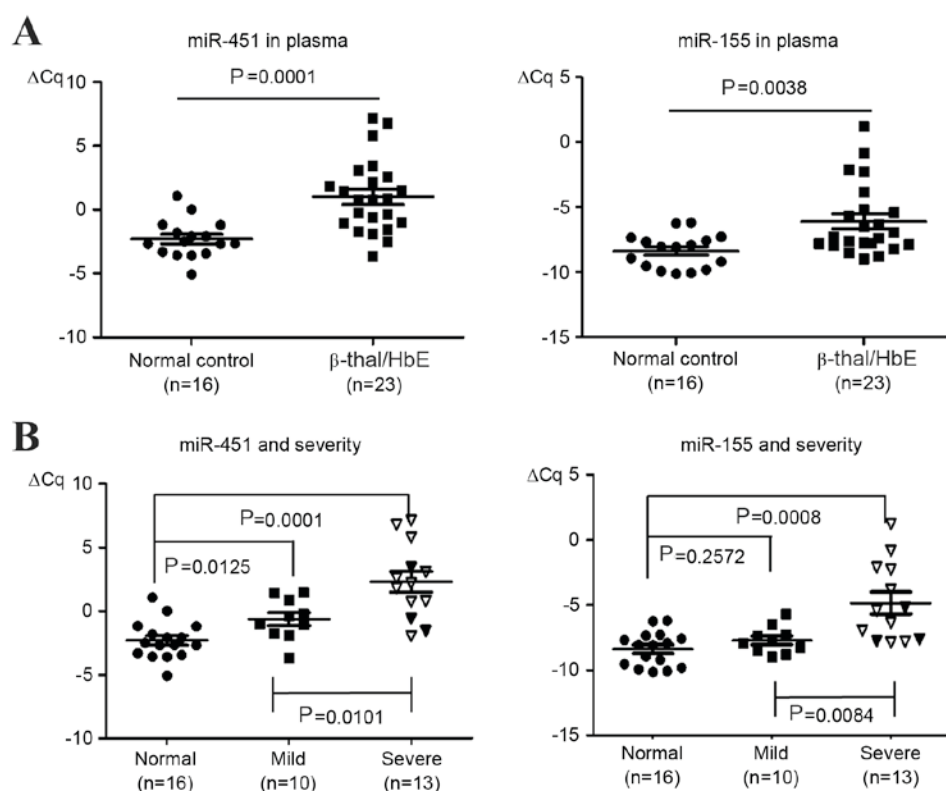 A
miR-451 in plasma
ΔCq
10
5
0
-5
-10
P=0.0001
Normal control
(n=16)
β-thal/HbE
(n=23)
miR-155 in plasma
ΔCq
5
0
-5
-10
-15
P=0.0038
Normal control
(n=16)
β-thal/HbE
(n=23)
B
miR-451 and severity
ΔCq
10
5
0
-5
-10
P=0.0001
P=0.0125
P=0.0101
Normal
(n=16)
Mild
(n=10)
Severe
(n=13)
miR-155 and severity
ΔCq
5
0
-5
-10
-15
P=0.0008
P=0.2572
P=0.0084
Normal
(n=16)
Mild
(n=10)
Severe
(n=13)